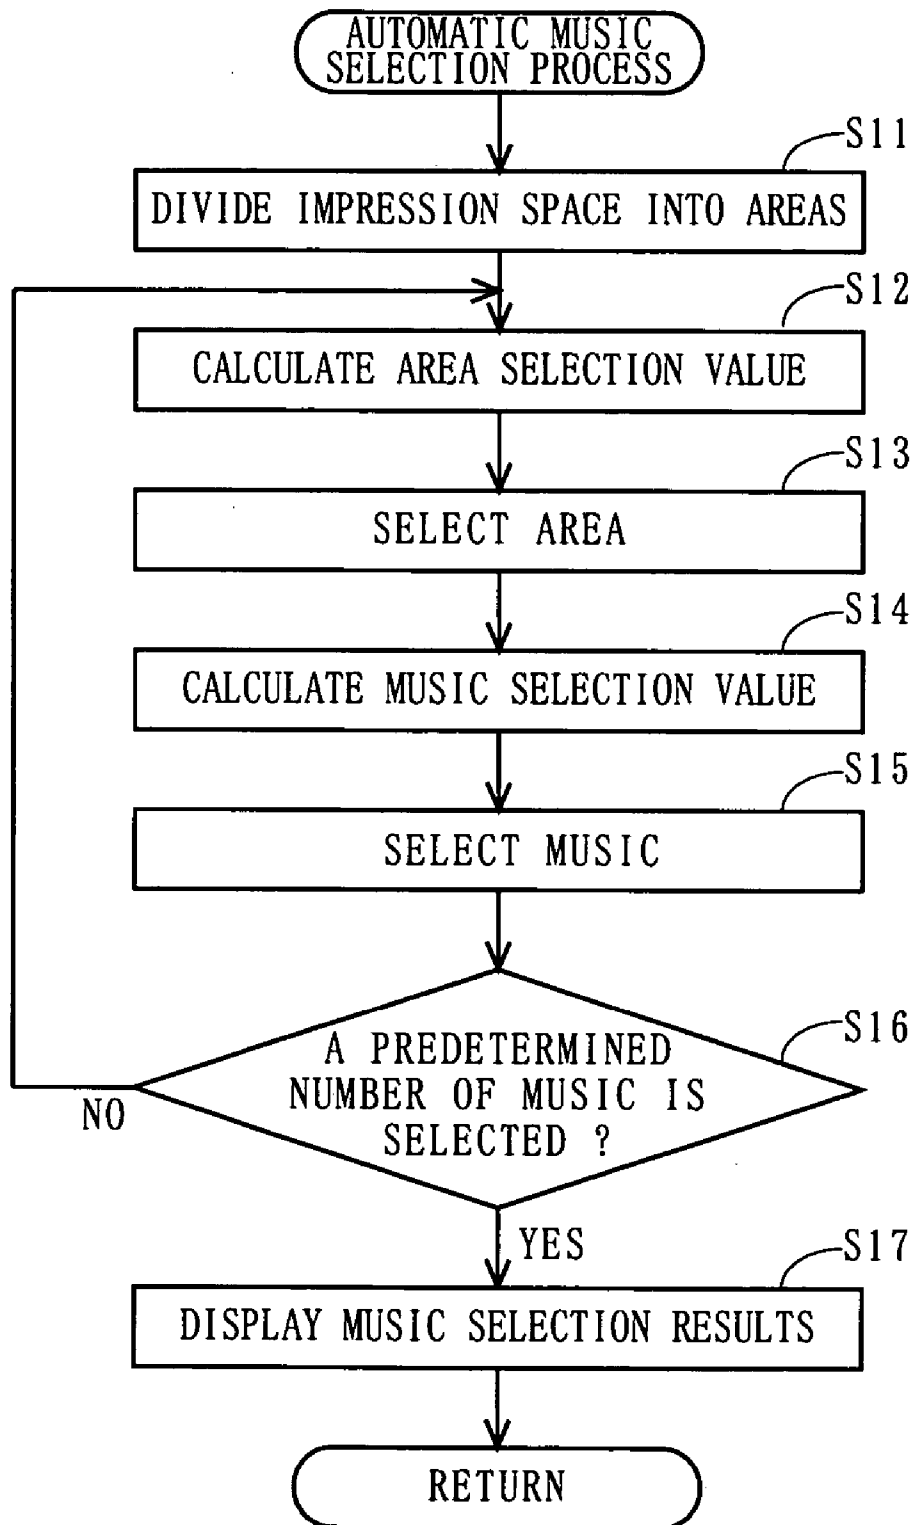 AUTOMATIC MUSIC
SELECTION PROCESS
S11
DIVIDE IMPRESSION SPACE INTO AREAS
S12
CALCULATE AREA SELECTION VALUE
S13
SELECT AREA
S14
CALCULATE MUSIC SELECTION VALUE
S15
SELECT MUSIC
S16
A PREDETERMINED
NUMBER OF MUSIC IS
SELECTED ?
NO
YES
S17
DISPLAY MUSIC SELECTION RESULTS
RETURN